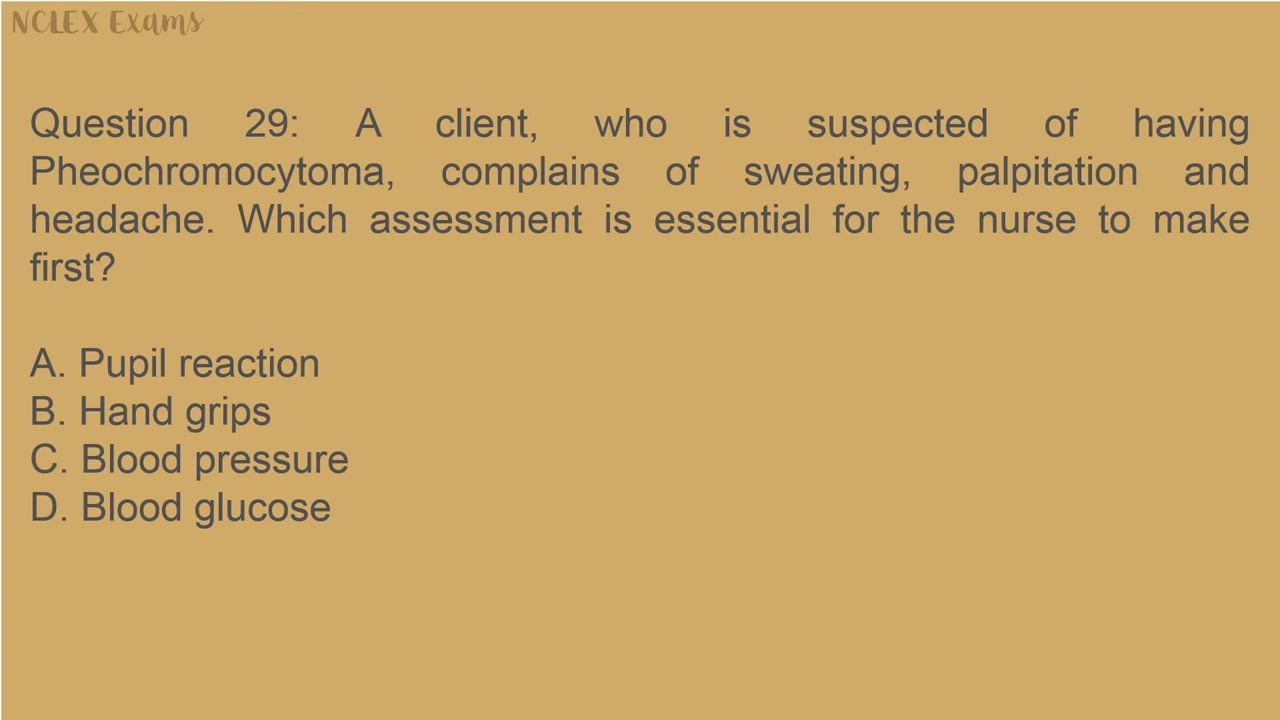 NCLEX Exams
Question 29: A client, who is suspected of having
Pheochromocytoma, complains of sweating, palpitation and
headache. Which assessment is essential for the nurse to make
first?
A. Pupil reaction
B. Hand grips
C. Blood pressure
D. Blood glucose